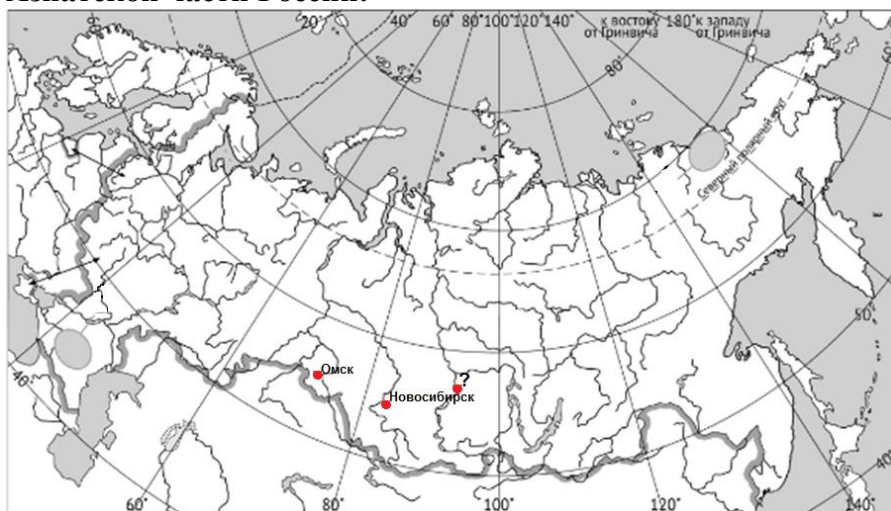 Азиатской части России.
20° 40° 60° 80° 100° 120° 140° к востоку 180° к западу
от Гринвича от Гринвича
80°
Северный полярный круг
50°
?
Омск
Новосибирск
40°
40°
60° 80° 100° 120° 140°